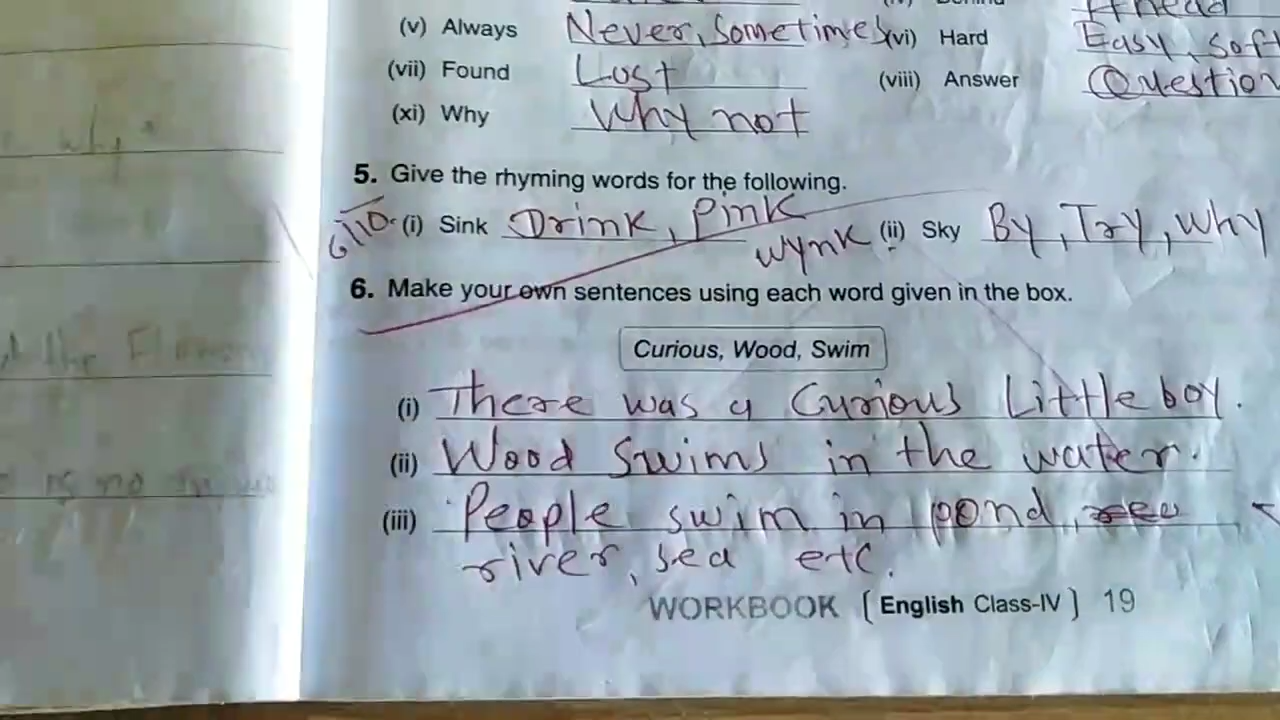 (iv) Behind Ahead
(v) Always Never, Sometimes (vi) Hard Easy, soft
(vii) Found Lost (viii) Answer Question
(xi) Why Why not
5. Give the rhyming words for the following.
(i) Sink Drink, Pink (ii) Sky By, Try, Why
wynk
6. Make your own sentences using each word given in the box.
Curious, Wood, Swim
(i) There was a Curious Little boy.
(ii) Wood Swims in the water.
(iii) People swim in pond,
river, sea etc.
WORKBOOK [English Class-IV] 19